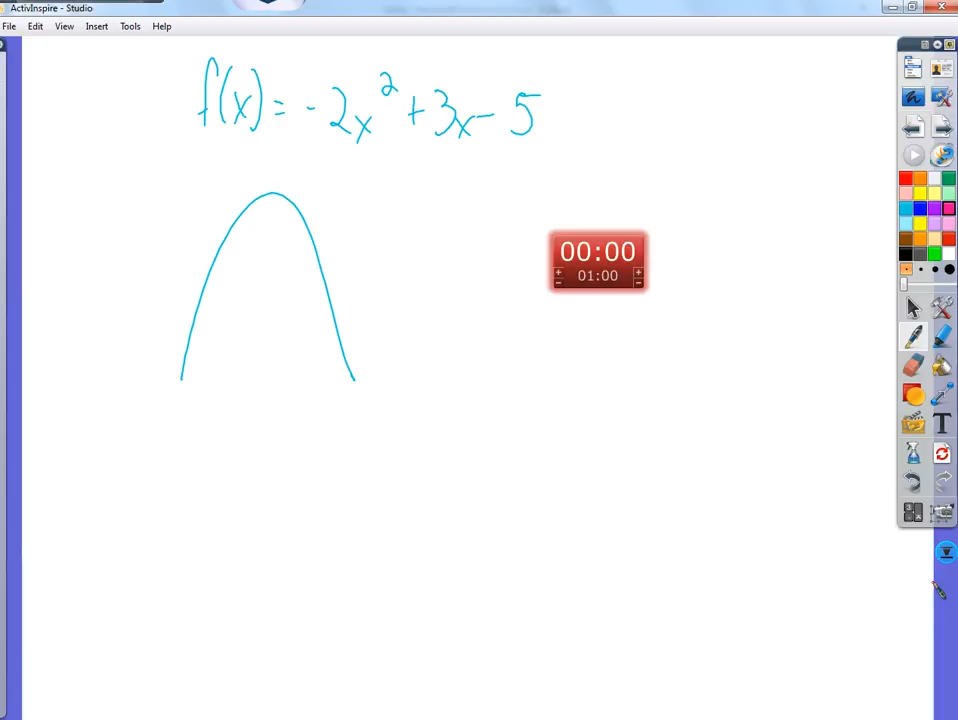 ActivInspire - Studio
File Edit View Insert Tools Help
f(x) = -2x² + 3x - 5
00:00
01:00